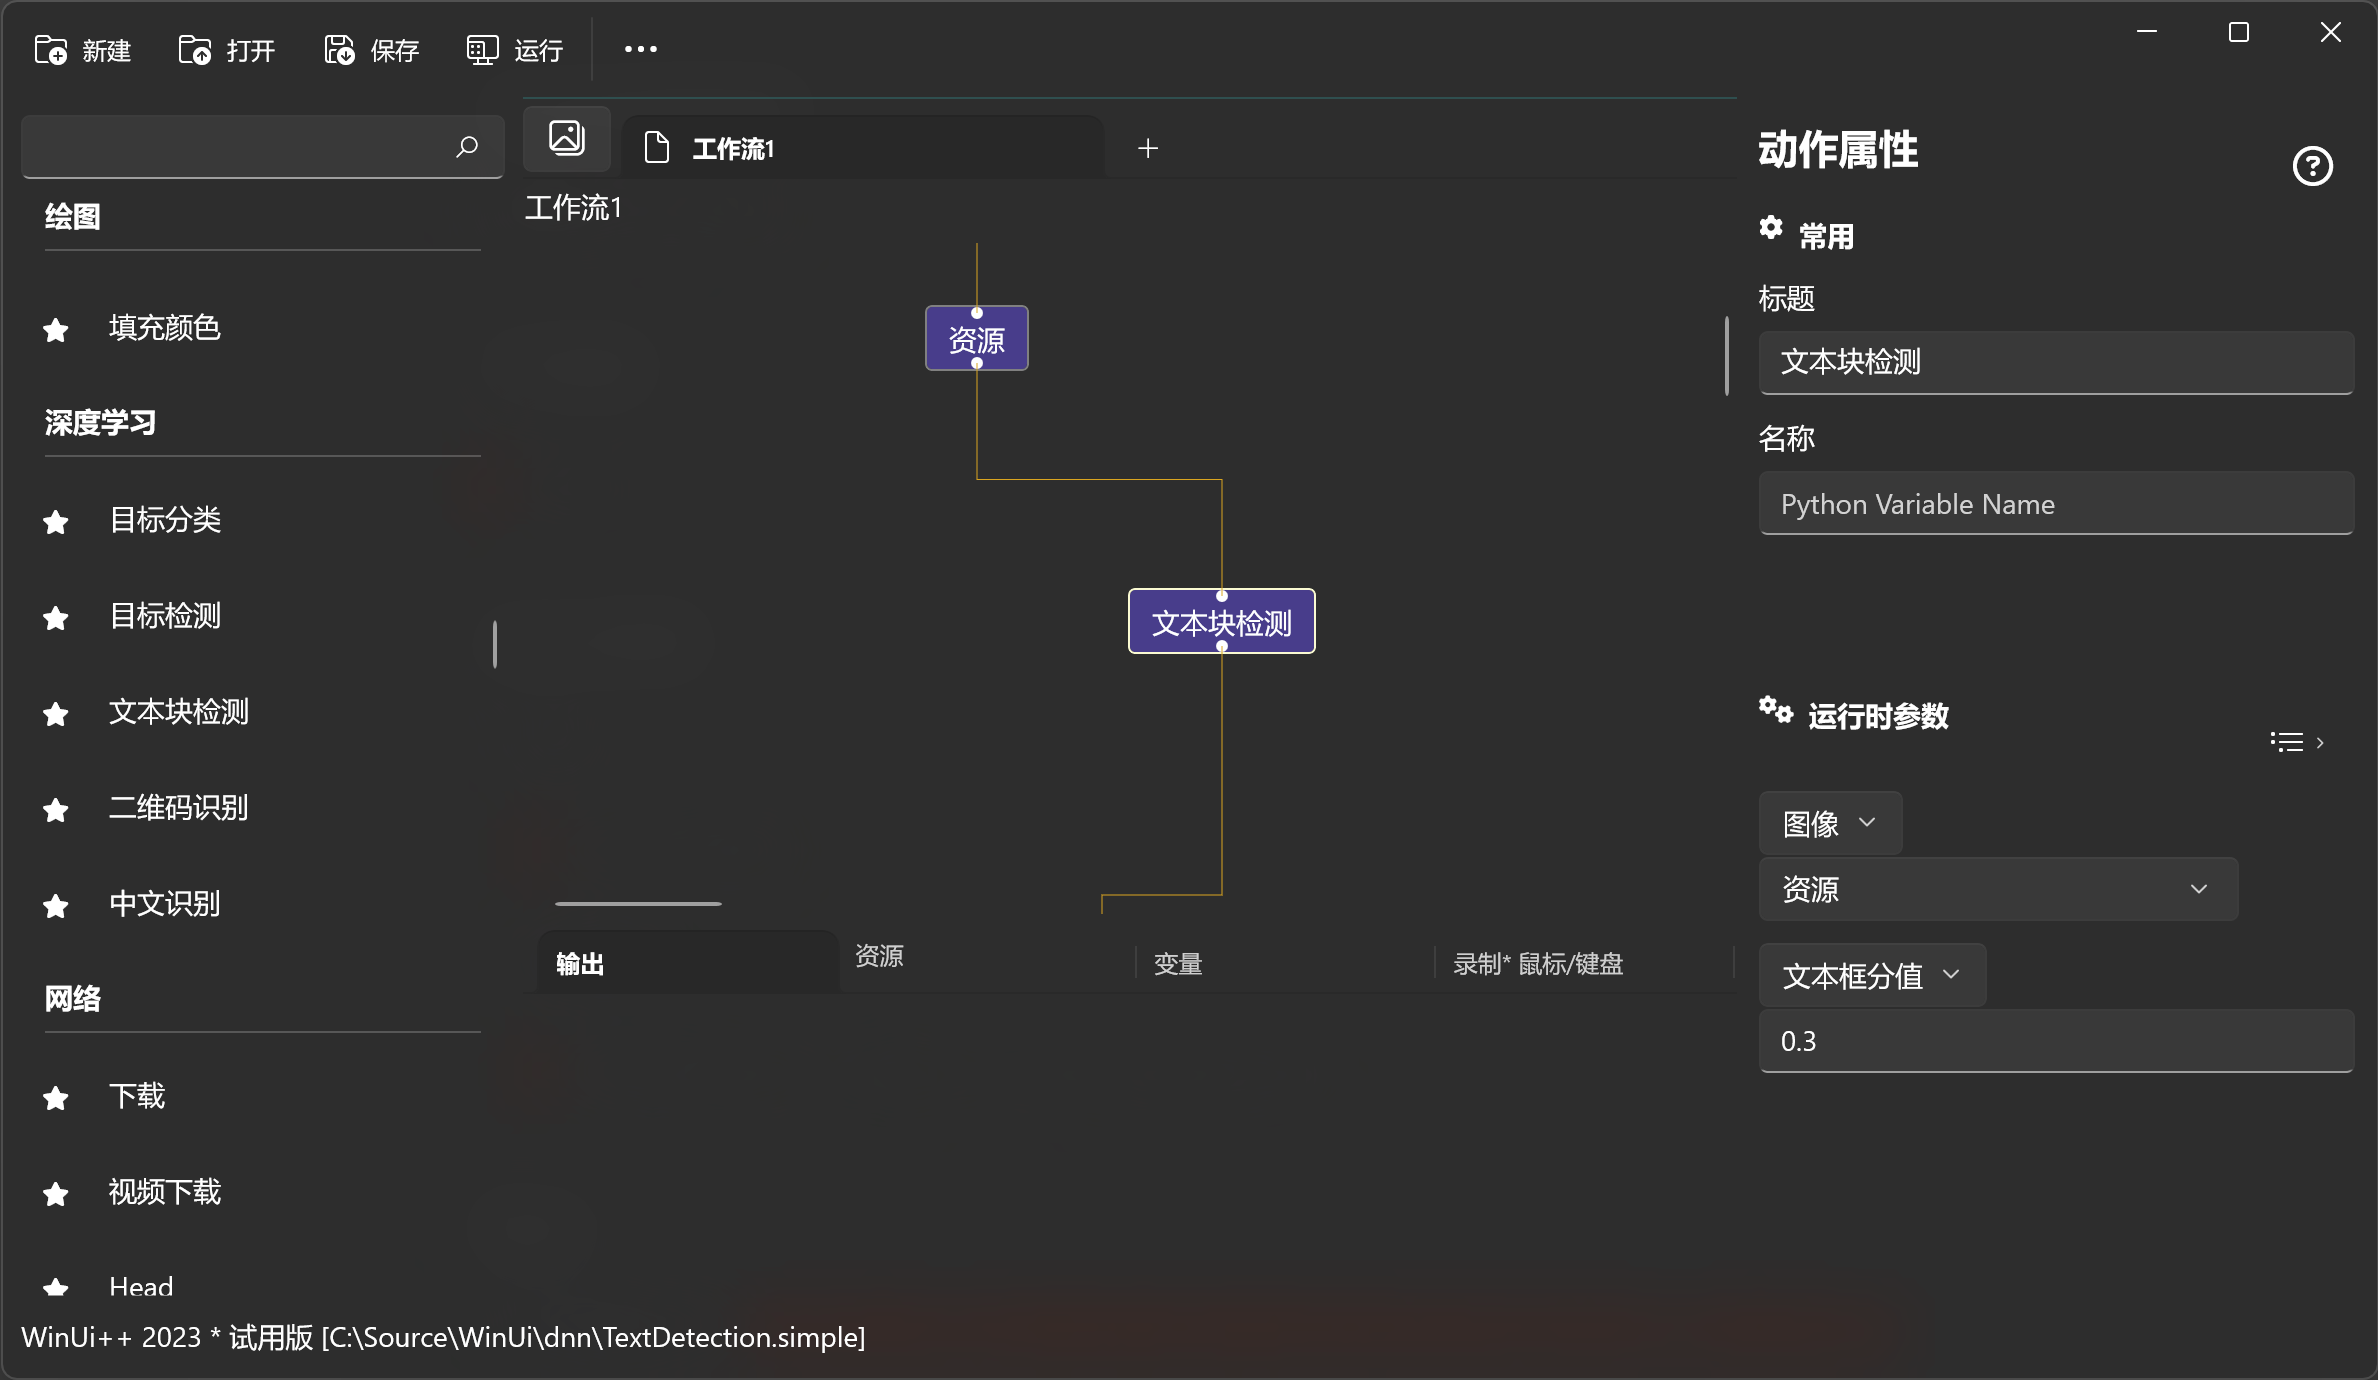 新建
打开
保存
运行
绘图
填充颜色
深度学习
目标分类
目标检测
文本块检测
二维码识别
中文识别
网络
下载
视频下载
Head
工作流1
工作流1
资源
文本块检测
输出
资源
变量
录制* 鼠标/键盘
动作属性
常用
标题
文本块检测
名称
Python Variable Name
运行时参数
图像
资源
文本框分值
0.3
WinUi++ 2023 * 试用版 [C:\Source\WinUi\dnn\TextDetection.simple]